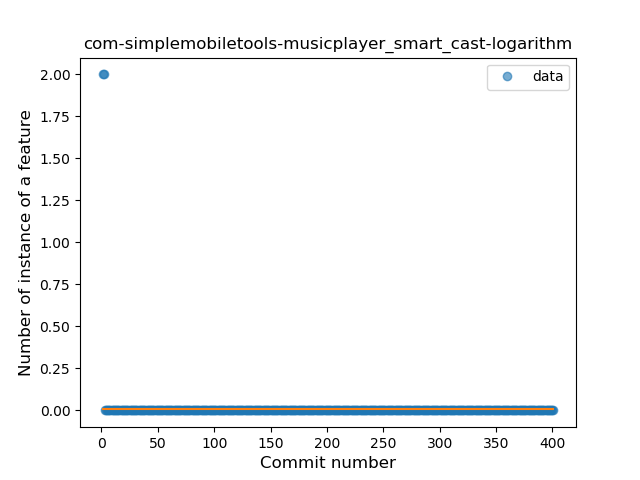 com-simplemobiletools-musicplayer_smart_cast-logarithm
data
Number of instance of a feature
2.00
1.75
1.50
1.25
1.00
0.75
0.50
0.25
0.00
0 50 100 150 200 250 300 350 400
Commit number